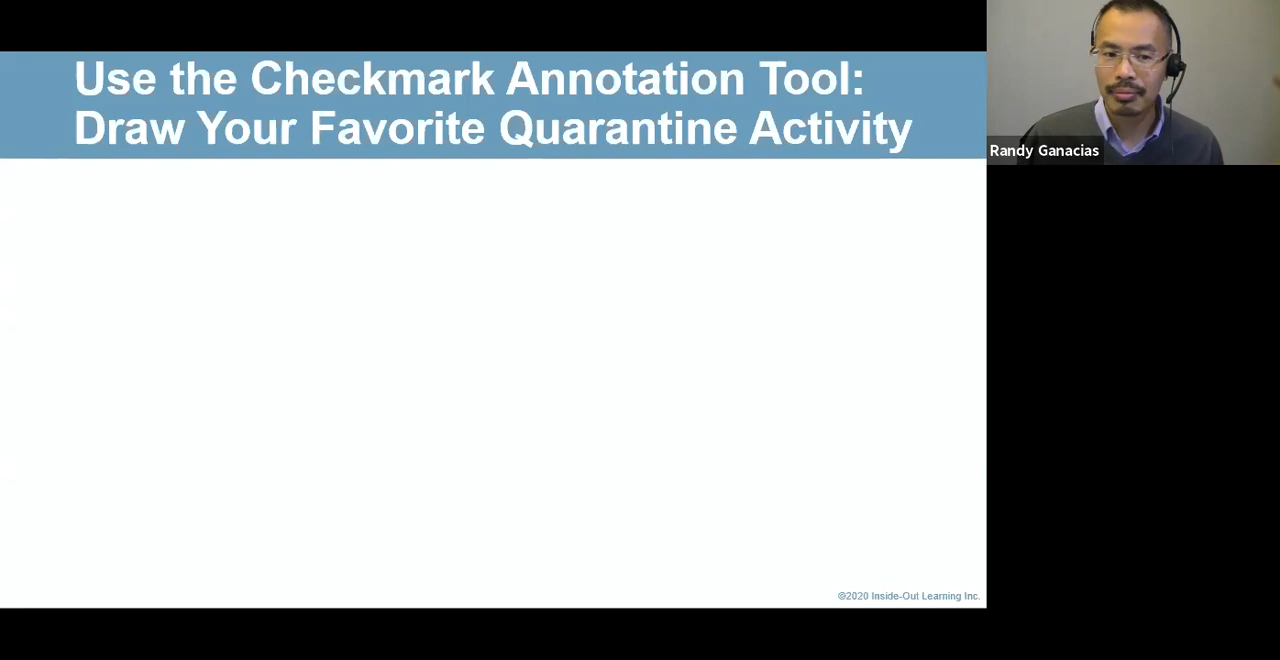 Use the Checkmark Annotation Tool:
Draw Your Favorite Quarantine Activity
Randy Ganacias
©2020 Inside-Out Learning Inc.